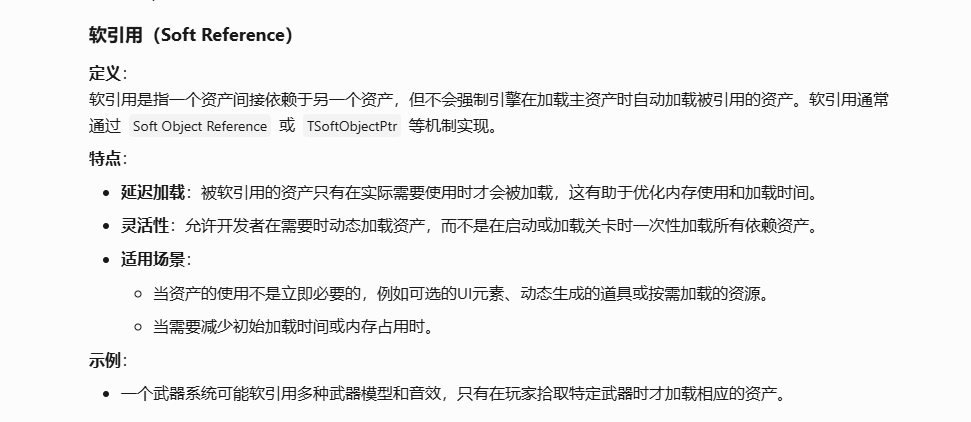 软引用（Soft Reference）
定义：
软引用是指一个资产间接依赖于另一个资产，但不会强制引擎在加载主资产时自动加载被引用的资产。软引用通常
通过 Soft Object Reference 或 TSoftObjectPtr 等机制实现。
特点：
• 延迟加载：被软引用的资产只有在实际需要使用时才会被加载，这有助于优化内存使用和加载时间。
• 灵活性：允许开发者在需要时动态加载资产，而不是在启动或加载关卡时一次性加载所有依赖资产。
• 适用场景：
○ 当资产的使用不是立即必要的，例如可选的UI元素、动态生成的道具或按需加载的资源。
○ 当需要减少初始加载时间或内存占用时。
示例：
• 一个武器系统可能软引用多种武器模型和音效，只有在玩家拾取特定武器时才加载相应的资产。